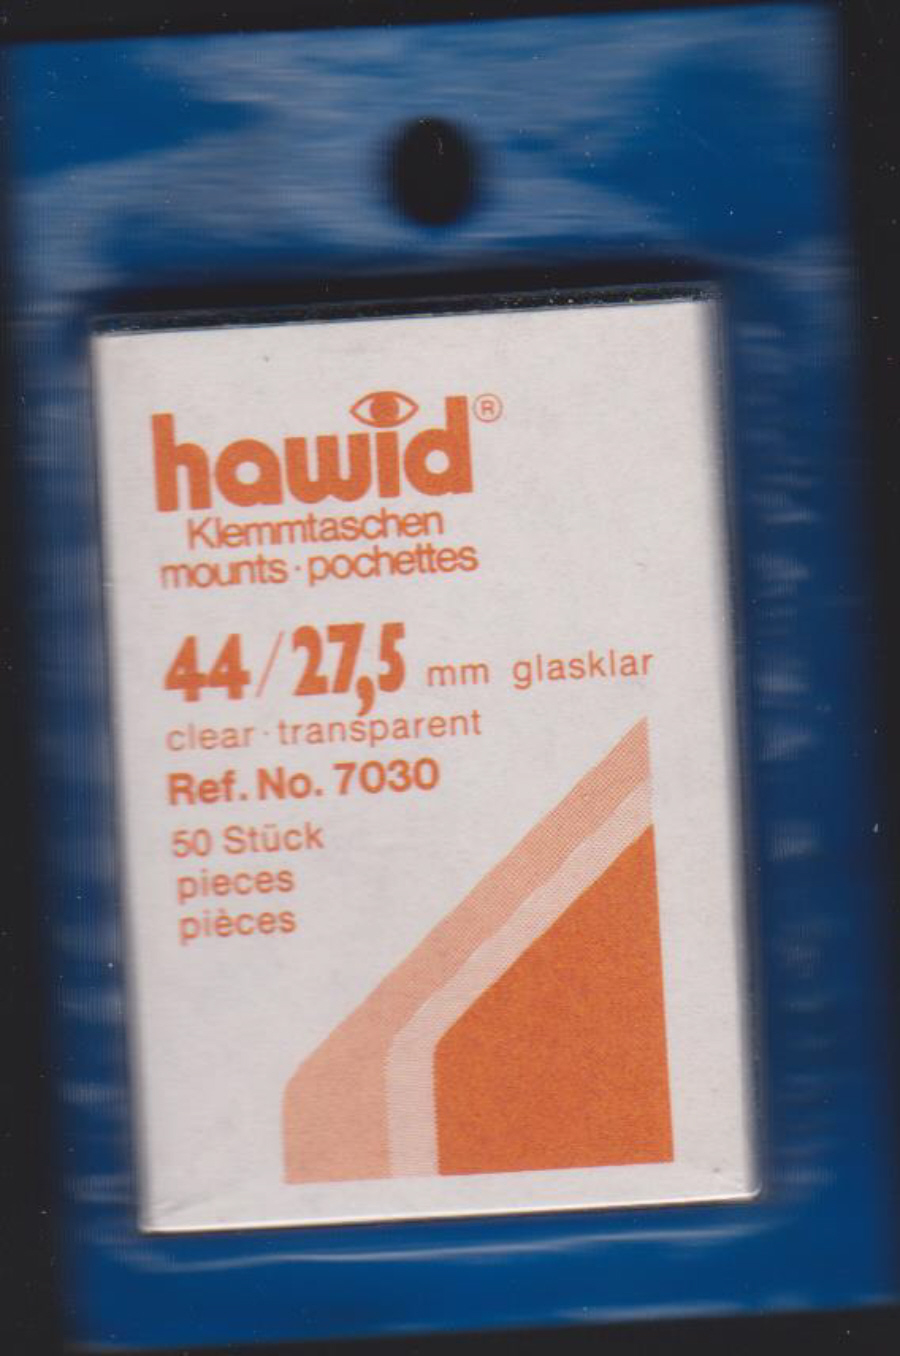 hawid®
Klemmtaschen
mounts · pochettes
44/27,5 mm glasklar
clear · transparent
Ref. No. 7030
50 Stück
pieces
pièces